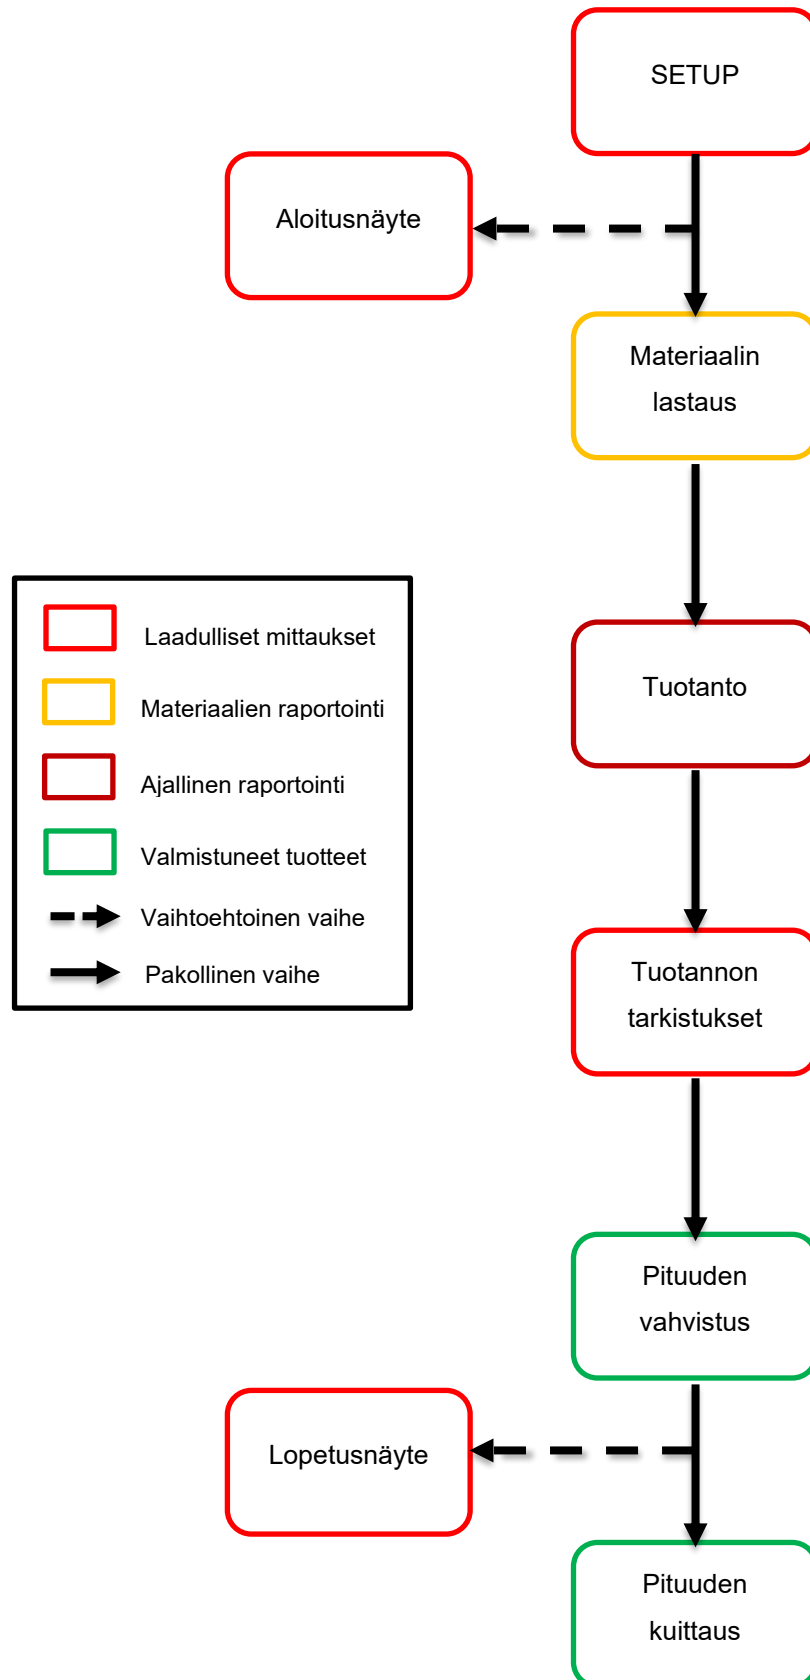 SETUP
Aloitusnäyte
Materiaalin
lastaus
Laadulliset mittaukset
Materiaalien raportointi
Ajallinen raportointi
Valmistuneet tuotteet
Vaihtoehtoinen vaihe
Pakollinen vaihe
Tuotanto
Tuotannon
tarkistukset
Pituuden
vahvistus
Lopetusnäyte
Pituuden
kuittaus